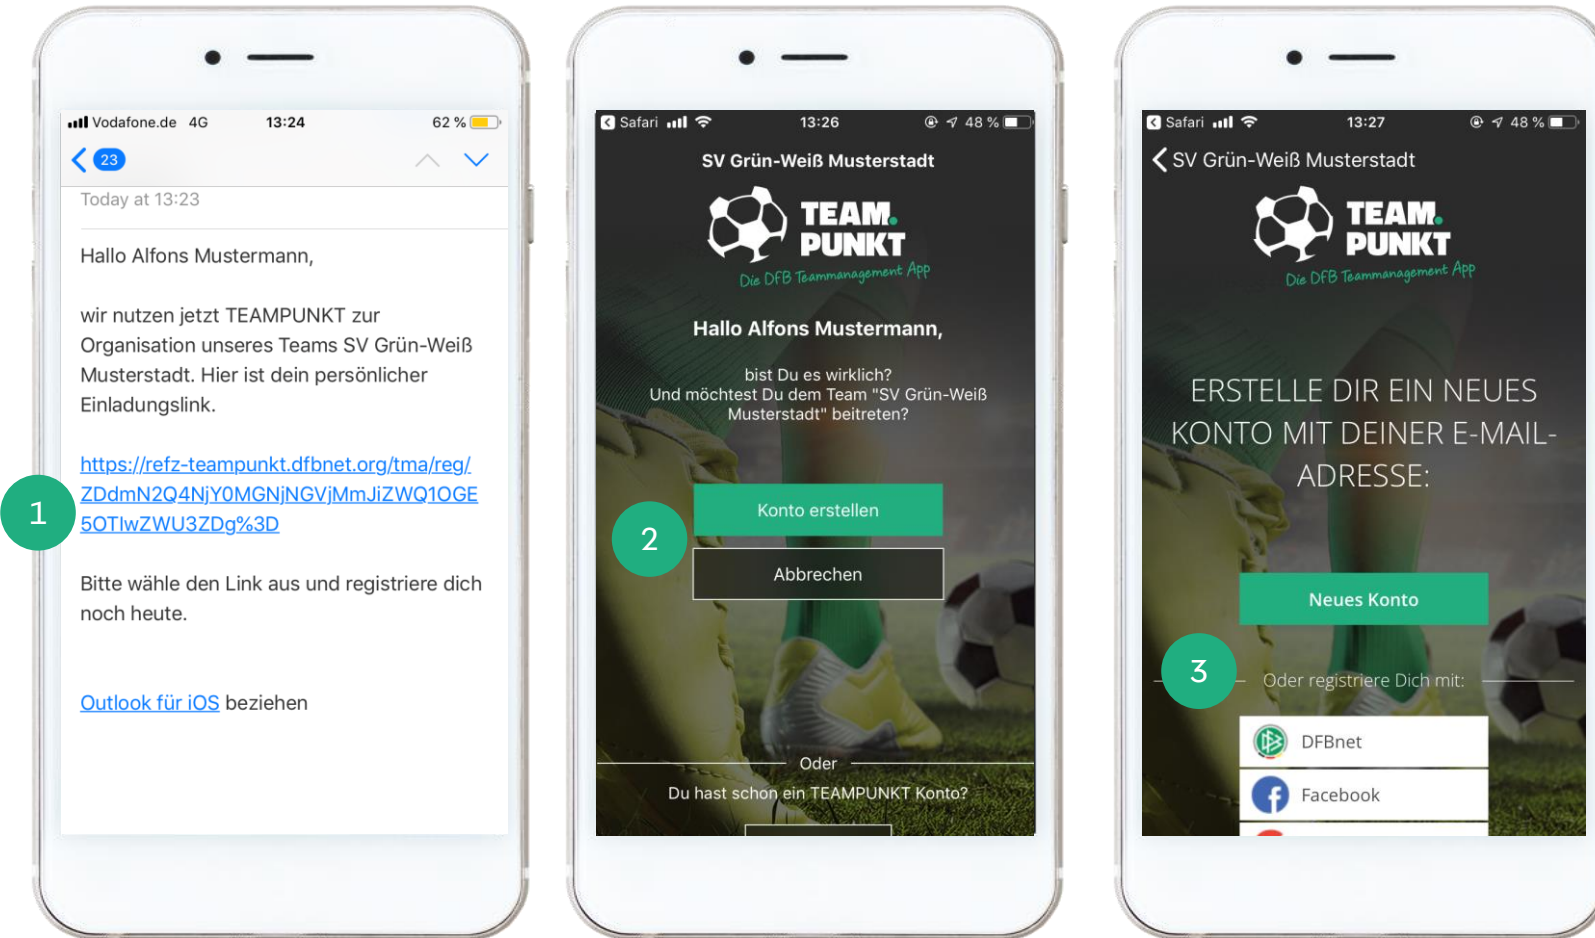 Vodafone.de 4G 13:24 62 %
23
Today at 13:23
Hallo Alfons Mustermann,
wir nutzen jetzt TEAMPUNKT zur
Organisation unseres Teams SV Grün-Weiß
Musterstadt. Hier ist dein persönlicher
Einladungslink.
https://refz-teampunkt.dfbnet.org/tma/reg/
ZDdmN2Q4NjY0MGNjNGVjMmJiZWQ1OGE
5OTIwZWU3ZDg%3D
1
Bitte wähle den Link aus und registriere dich
noch heute.
Outlook für iOS beziehen
Safari 13:26 48 %
SV Grün-Weiß Musterstadt
TEAM.
PUNKT
Die DFB Teammanagement App
Hallo Alfons Mustermann,
bist Du es wirklich?
Und möchtest Du dem Team "SV Grün-Weiß
Musterstadt" beitreten?
Konto erstellen
2
Abbrechen
Oder
Du hast schon ein TEAMPUNKT Konto?
Safari 13:27 48 %
SV Grün-Weiß Musterstadt
TEAM.
PUNKT
Die DFB Teammanagement App
ERSTELLE DIR EIN NEUES
KONTO MIT DEINER E-MAIL-
ADRESSE:
Neues Konto
3
Oder registriere Dich mit:
DFBnet
Facebook